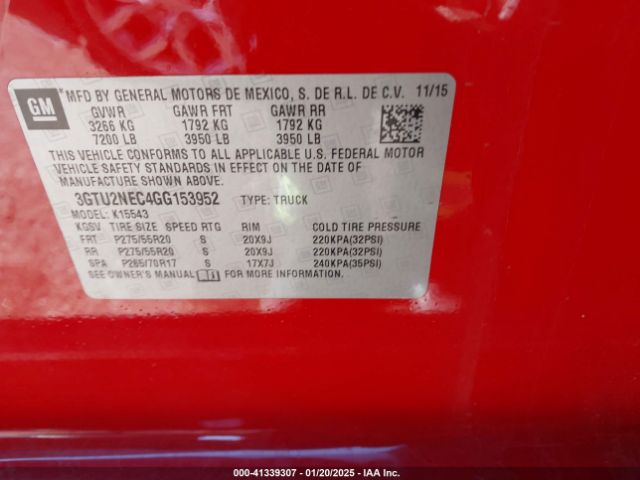 GM
*MFD BY GENERAL MOTORS DE MEXICO, S. DE R.L. DE C.V. 11/15
GVWR GAWR FRT GAWR RR
3266 KG 1792 KG 1792 KG
7200 LB 3950 LB 3950 LB
THIS VEHICLE CONFORMS TO ALL APPLICABLE U.S. FEDERAL MOTOR
VEHICLE SAFETY STANDARDS IN EFFECT ON THE DATE OF
MANUFACTURE SHOWN ABOVE.
3GTU2NEC4GG153952 TYPE: TRUCK
MODEL: K15543
KGSV TIRE SIZE SPEED RTG RIM COLD TIRE PRESSURE
FRT P275/55R20 S 20X9J 220KPA(32PSI)
RR P275/55R20 S 20X9J 220KPA(32PSI)
SPA P265/70R17 S 17X7J 240KPA(35PSI)
SEE OWNER'S MANUAL FOR MORE INFORMATION.
000-41339307 - 01/20/2025 - IAA Inc.